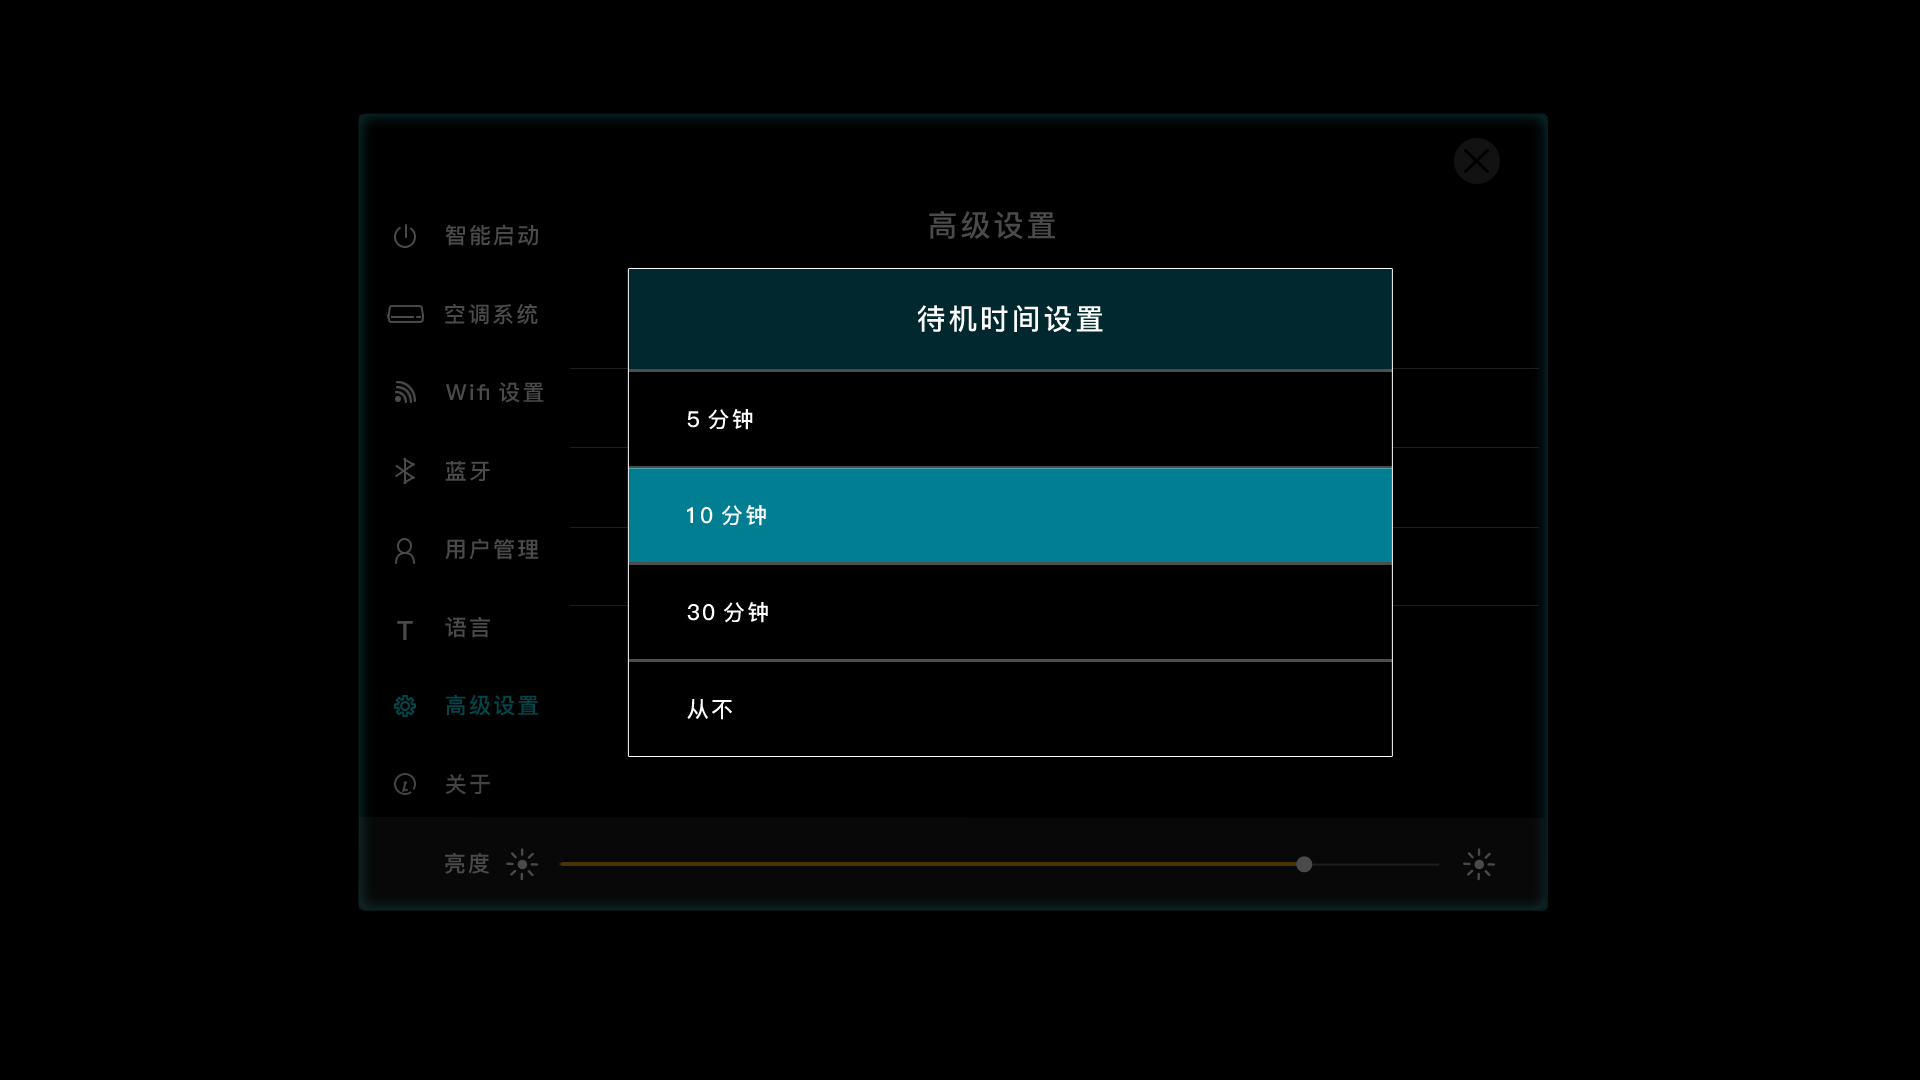 高级设置
智能启动
空调系统
Wifi 设置
蓝牙
用户管理
T 语言
高级设置
关于
待机时间设置
5 分钟
10 分钟
30 分钟
从不
亮度